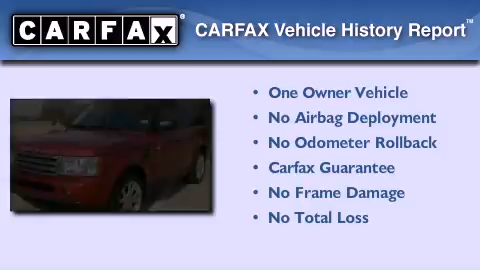 CARFAX® CARFAX Vehicle History Report™
• One Owner Vehicle
• No Airbag Deployment
• No Odometer Rollback
• Carfax Guarantee
• No Frame Damage
• No Total Loss